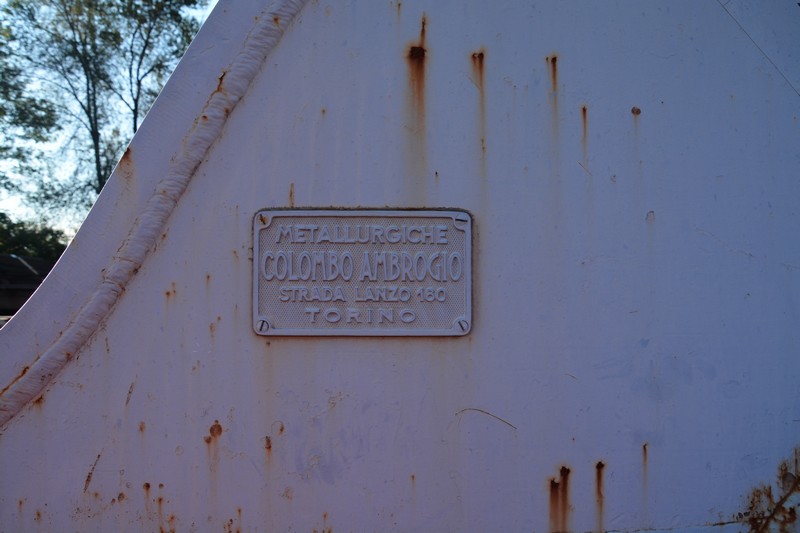 METALLURGICHE
COLOMBO AMBROGIO
STRADA LANZO 160
TORINO